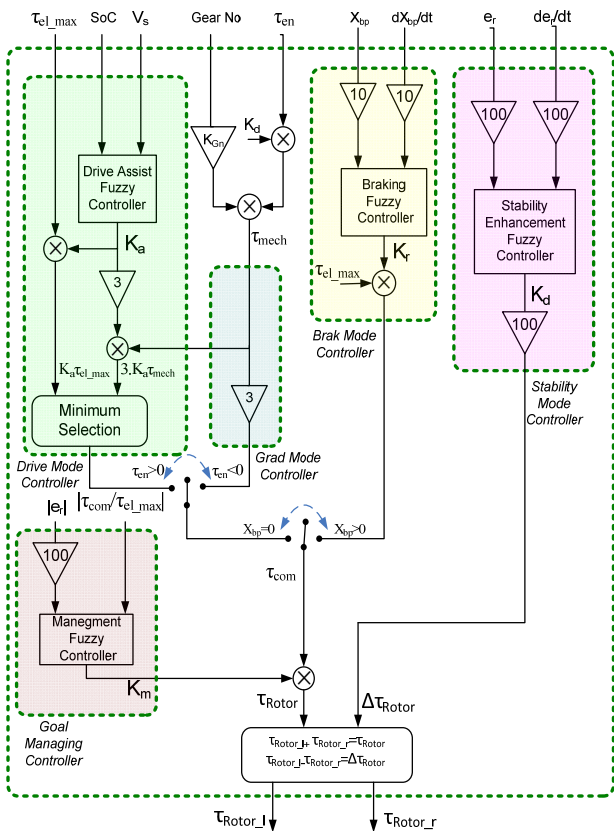 τel_max SoC Vs Gear No τen Xbp dXbp/dt er der/dt
10 10
100 100
KGn Kd
Drive Assist
Fuzzy
Controller
Braking
Fuzzy
Controller
Stability
Enhancement
Fuzzy
Controller
Ka
τmech
Kr
τel_max
Kd
3
100
Brak Mode
Controller
Kaτel_max 3.Kaτmech
3
Minimum
Selection
Stability
Mode
Controller
Grad Mode
Controller
Drive Mode
Controller
τen>0 τen<0
|er| |τcom/τel_max|
Xbp=0 Xbp>0
100
τcom
Manegment
Fuzzy
Controller
Km
τRotor ΔτRotor
Goal
Managing
Controller
τRotor_l+ τRotor_r=τRotor
τRotor_l-τRotor_r=ΔτRotor
τRotor_l τRotor_r